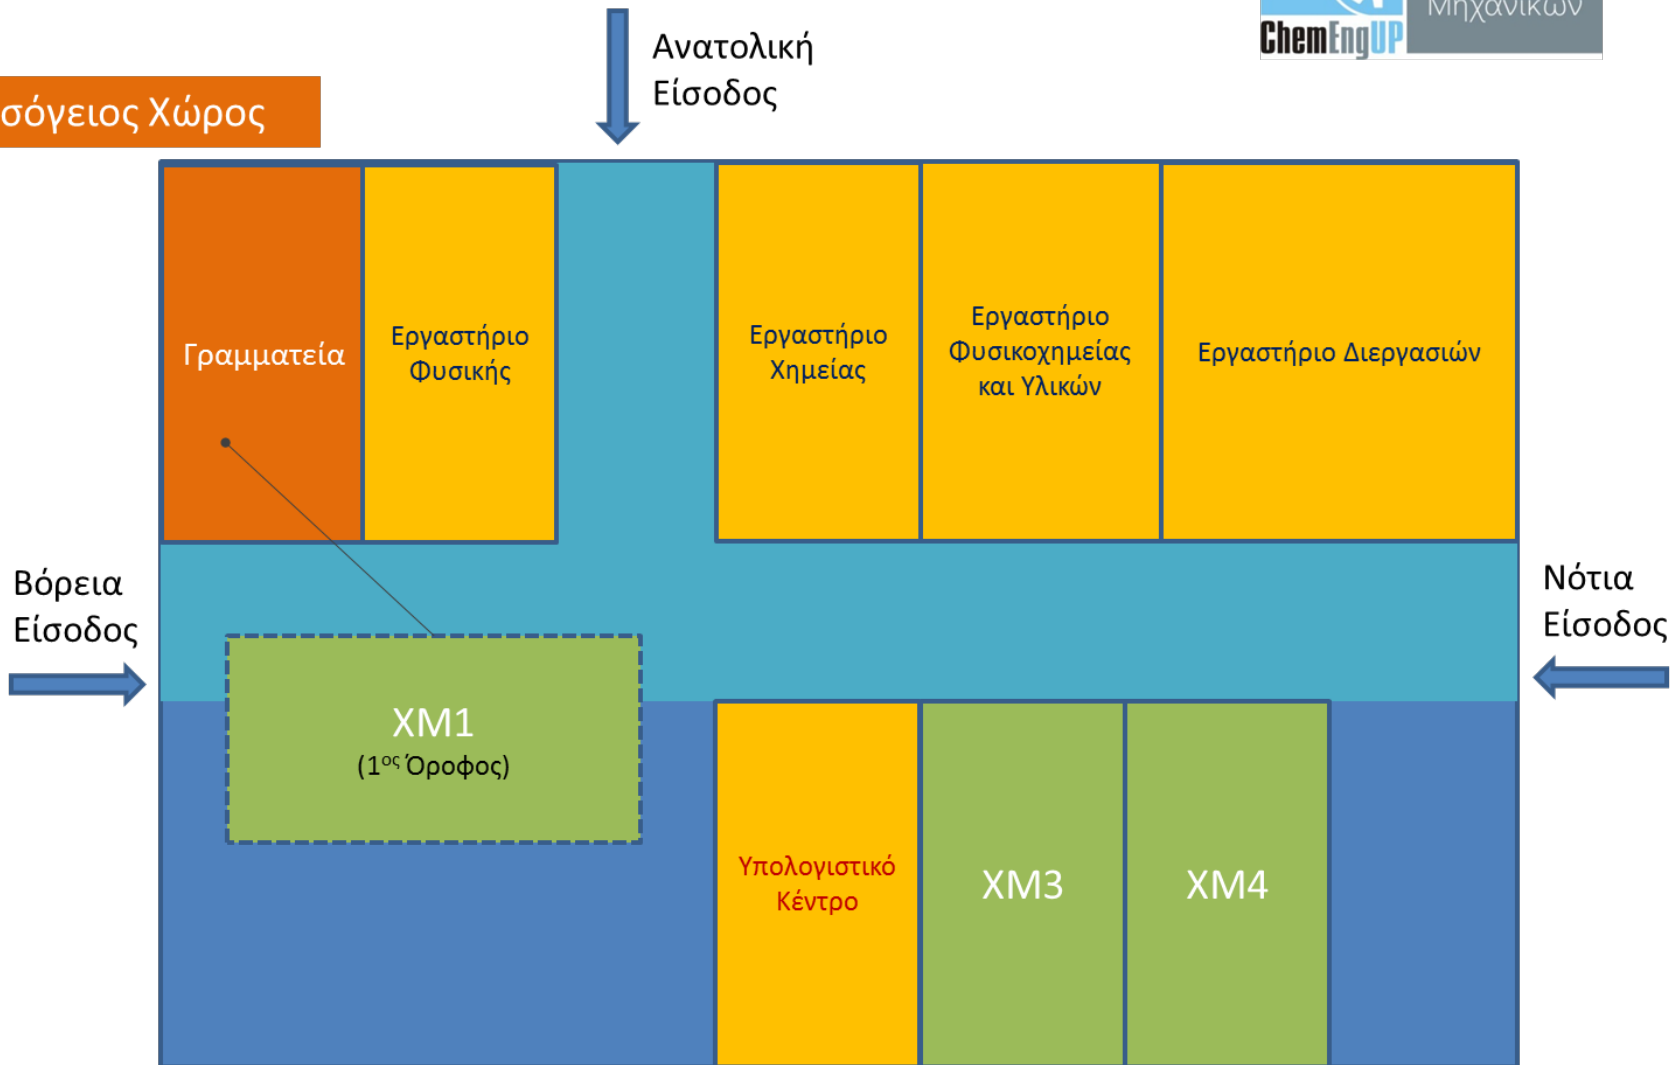 Μηχανικών
ChemEngUP
Ανατολική
Είσοδος
σόγειος Χώρος
Γραμματεία
Εργαστήριο
Φυσικής
Εργαστήριο
Χημείας
Εργαστήριο
Φυσικοχημείας
και Υλικών
Εργαστήριο Διεργασιών
Βόρεια
Είσοδος
Νότια
Είσοδος
ΧΜ1
(1ος Όροφος)
Υπολογιστικό
Κέντρο
ΧΜ3
ΧΜ4